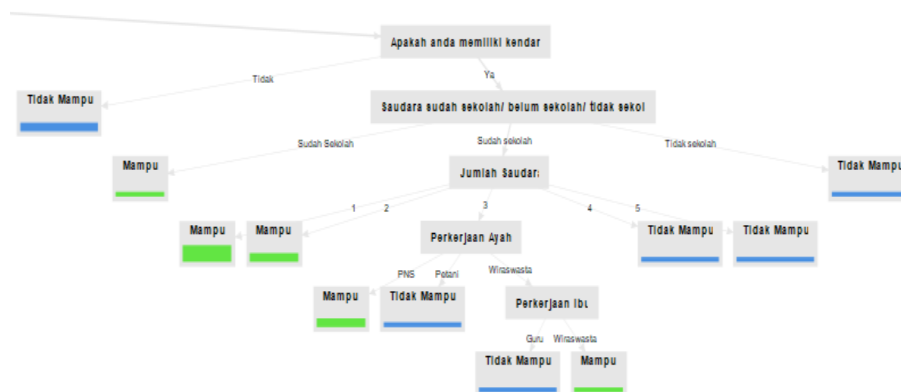 Apakah anda memiliki kendar
Tidak
Ya
Tidak Mampu
Saudara sudah sekolah/ belum sekolah/ tidak sekol
Sudah Sekolah
Sudah sekolah
Tidak sekolah
Mampu
Jumlah Saudara
Tidak Mampu
1
2
3
4
5
Mampu
Mampu
Perkerjaan Ayah
Tidak Mampu
Tidak Mampu
PNS
Petani
Wiraswasta
Mampu
Tidak Mampu
Perkerjaan Ibu
Guru
Wiraswasta
Tidak Mampu
Mampu